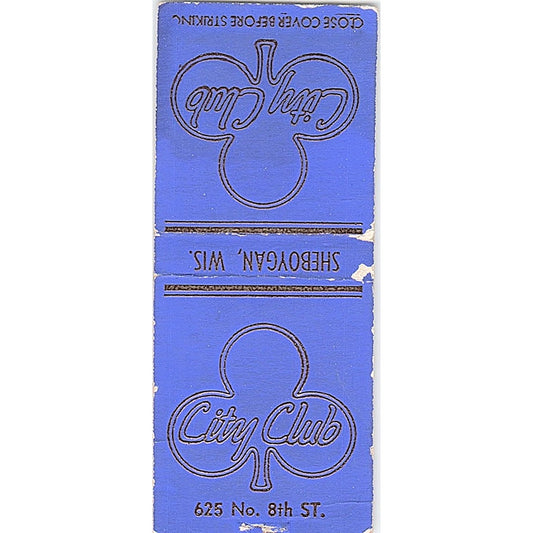 CLOSE COVER BEFORE STRIKING
City Club
SHEBOYGAN, WIS.
City Club
625 No. 8th ST.